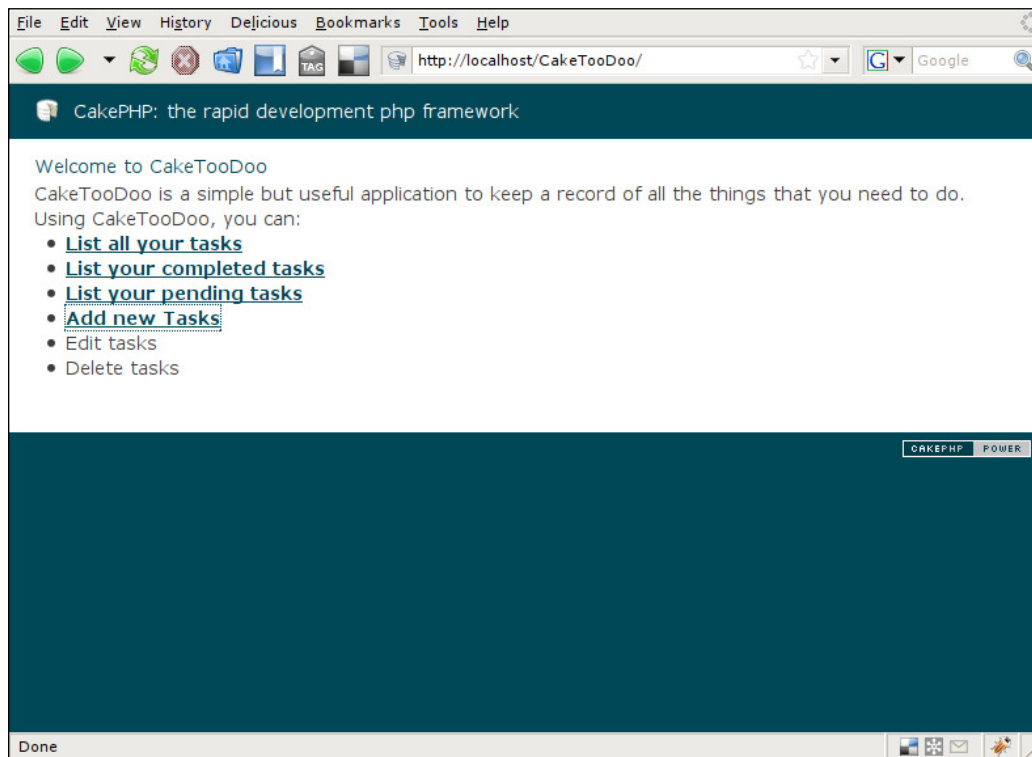 File Edit View History Delicious Bookmarks Tools Help
TAG http://localhost/CakeTooDoo/ G Google
CakePHP: the rapid development php framework
Welcome to CakeTooDoo
CakeTooDoo is a simple but useful application to keep a record of all the things that you need to do.
Using CakeTooDoo, you can:
List all your tasks
List your completed tasks
List your pending tasks
Add new Tasks
Edit tasks
Delete tasks
CAKEPHP POWER
Done